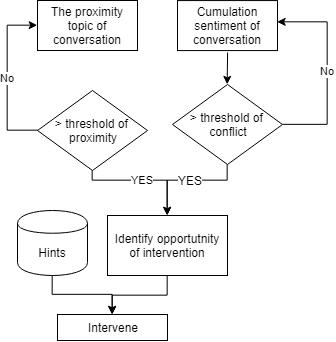 The proximity
topic of
conversation
Cumulation
sentiment of
conversation
No
No
> threshold of
proximity
> threshold of
conflict
YES
YES
Identify opportutnity
of intervention
Hints
Intervene